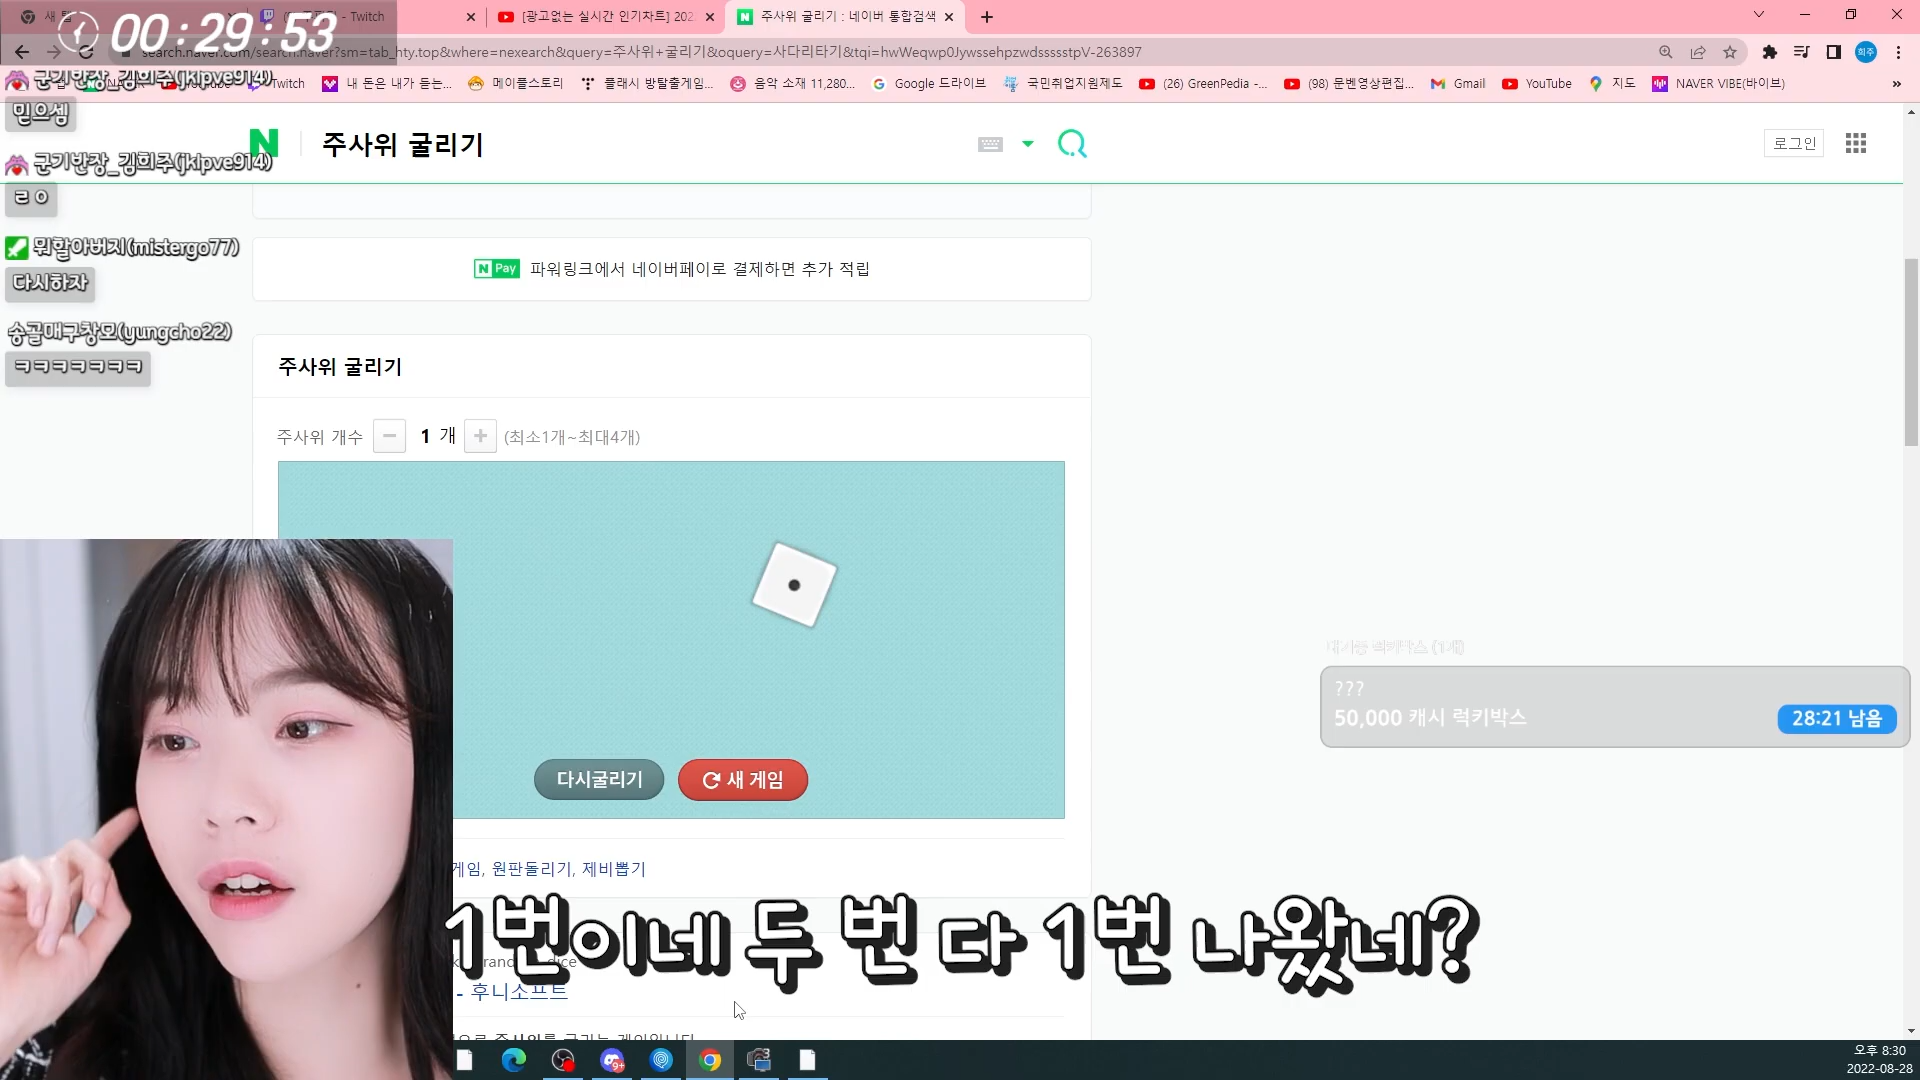 00:29:53
Twitch
[광고없는 실시간 인기차트] 202
주사위 굴리기 : 네이버 통합검색
search.naver.com/search.naver?sm=tab_hty.top&where=nexearch&query=주사위+굴리기&oquery=사다리타기&tqi=hwWeqwp0JywssehpzwdssssstpV-263897
희주
Twitch
내 돈은 내가 듣는...
메이플스토리
플래시 방탈출게임...
음악 소재 11,280...
Google 드라이브
국민취업지원제도
(26) GreenPedia -...
(98) 문벤영상편집...
Gmail
YouTube
지도
NAVER VIBE(바이브)
군기반장_김희주(jklpve914)
믿으셈
군기반장_김희주(jklpve914)
ㄹㅇ
뭐할아버지(mistergo77)
다시하자
송골매구창모(yungcho22)
ㅋㅋㅋㅋㅋㅋㅋ
N
주사위 굴리기
로그인
N Pay 파워링크에서 네이버페이로 결제하면 추가 적립
주사위 굴리기
주사위 개수 1 개 (최소1개~최대4개)
다시굴리기
새 게임
게임, 원판돌리기, 제비뽑기
???
50,000 캐시 럭키박스
28:21 남음
1번이네 두 번 다 1번 나왔네?
dice
- 후니소프트
9+
오후 8:30
2022-08-28